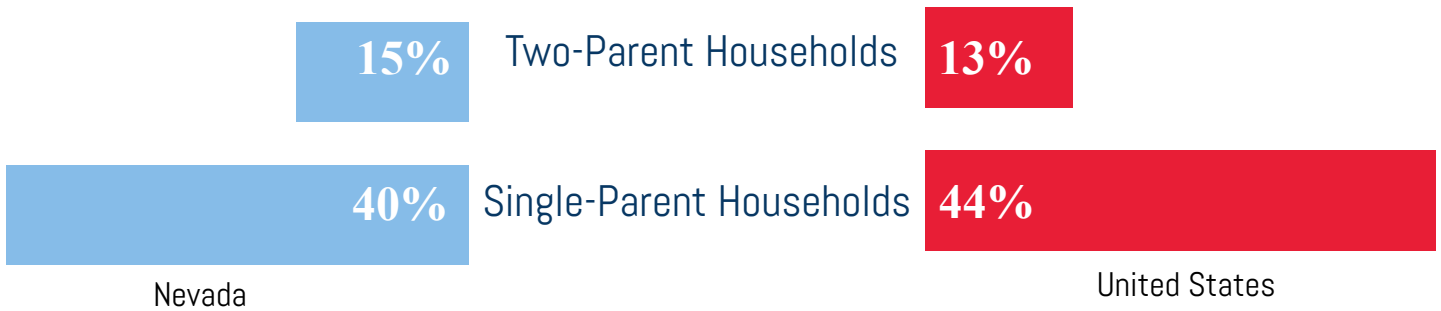 15% Two-Parent Households 13%
40% Single-Parent Households 44%
Nevada
United States